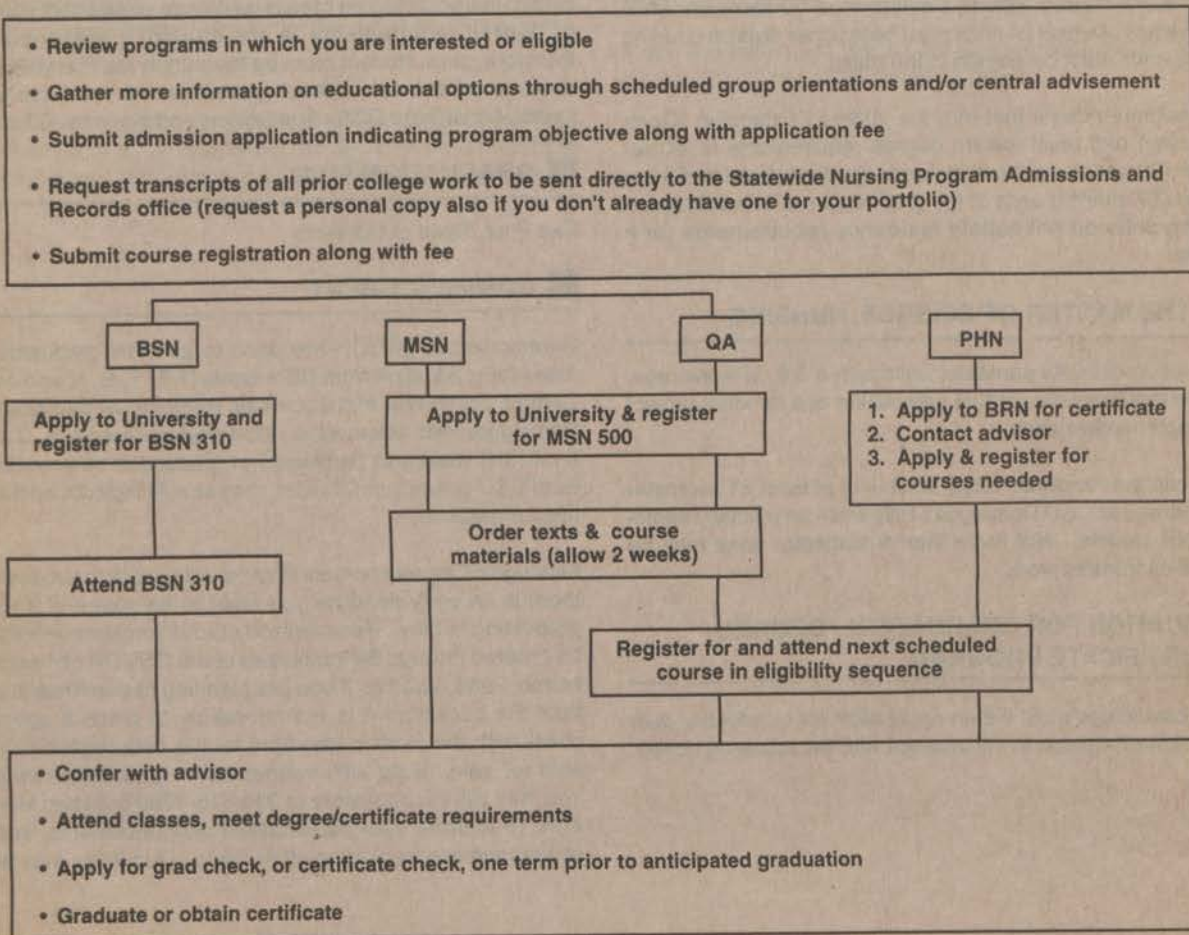 • Review programs in which you are interested or eligible
• Gather more information on educational options through scheduled group orientations and/or central advisement
• Submit admission application indicating program objective along with application fee
• Request transcripts of all prior college work to be sent directly to the Statewide Nursing Program Admissions and
Records office (request a personal copy also if you don't already have one for your portfolio)
• Submit course registration along with fee
BSN
MSN
QA
PHN
Apply to University and
register for BSN 310
Apply to University & register
for MSN 500
1. Apply to BRN for certificate
2. Contact advisor
3. Apply & register for
courses needed
Order texts & course
materials (allow 2 weeks)
Attend BSN 310
Register for and attend next scheduled
course in eligibility sequence
• Confer with advisor
• Attend classes, meet degree/certificate requirements
• Apply for grad check, or certificate check, one term prior to anticipated graduation
• Graduate or obtain certificate